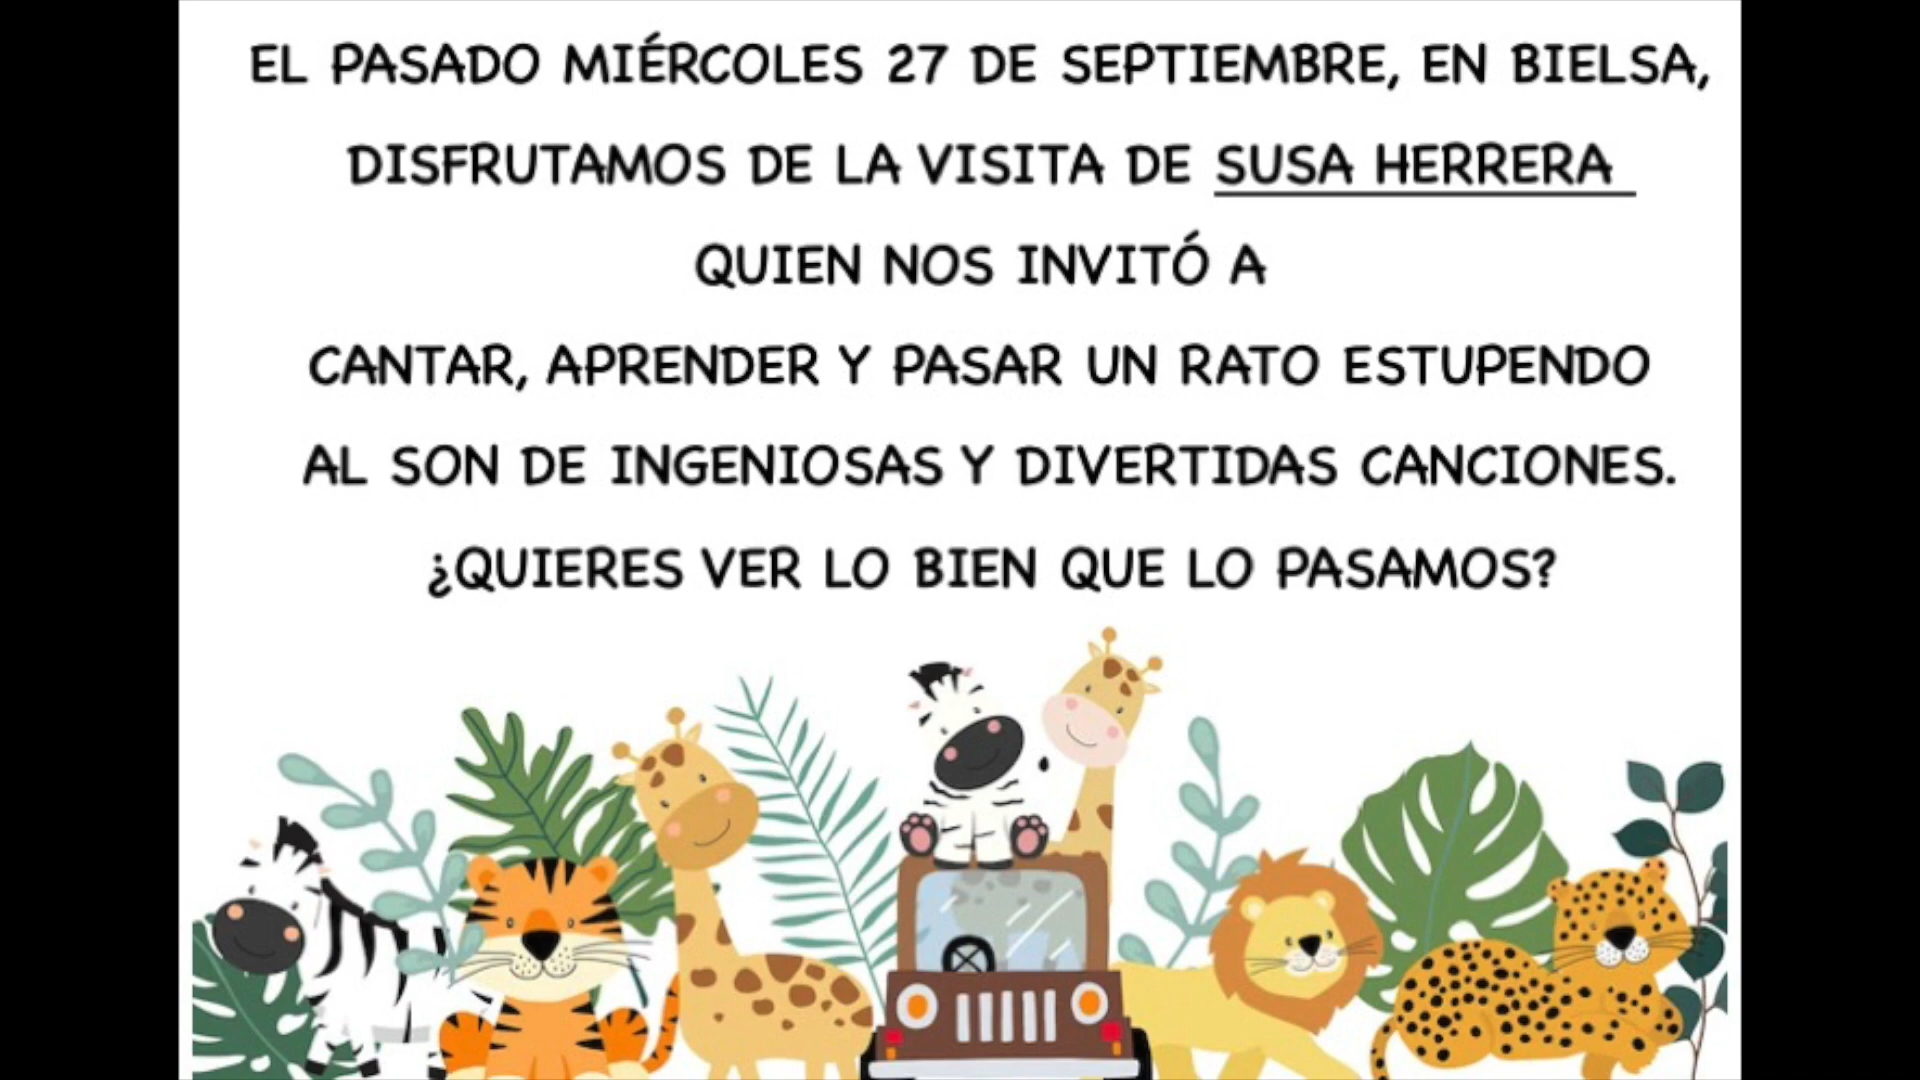 EL PASADO MIÉRCOLES 27 DE SEPTIEMBRE, EN BIELSA,
DISFRUTAMOS DE LA VISITA DE SUSA HERRERA
QUIEN NOS INVITÓ A
CANTAR, APRENDER Y PASAR UN RATO ESTUPENDO
AL SON DE INGENIOSAS Y DIVERTIDAS CANCIONES.
¿QUIERES VER LO BIEN QUE LO PASAMOS?